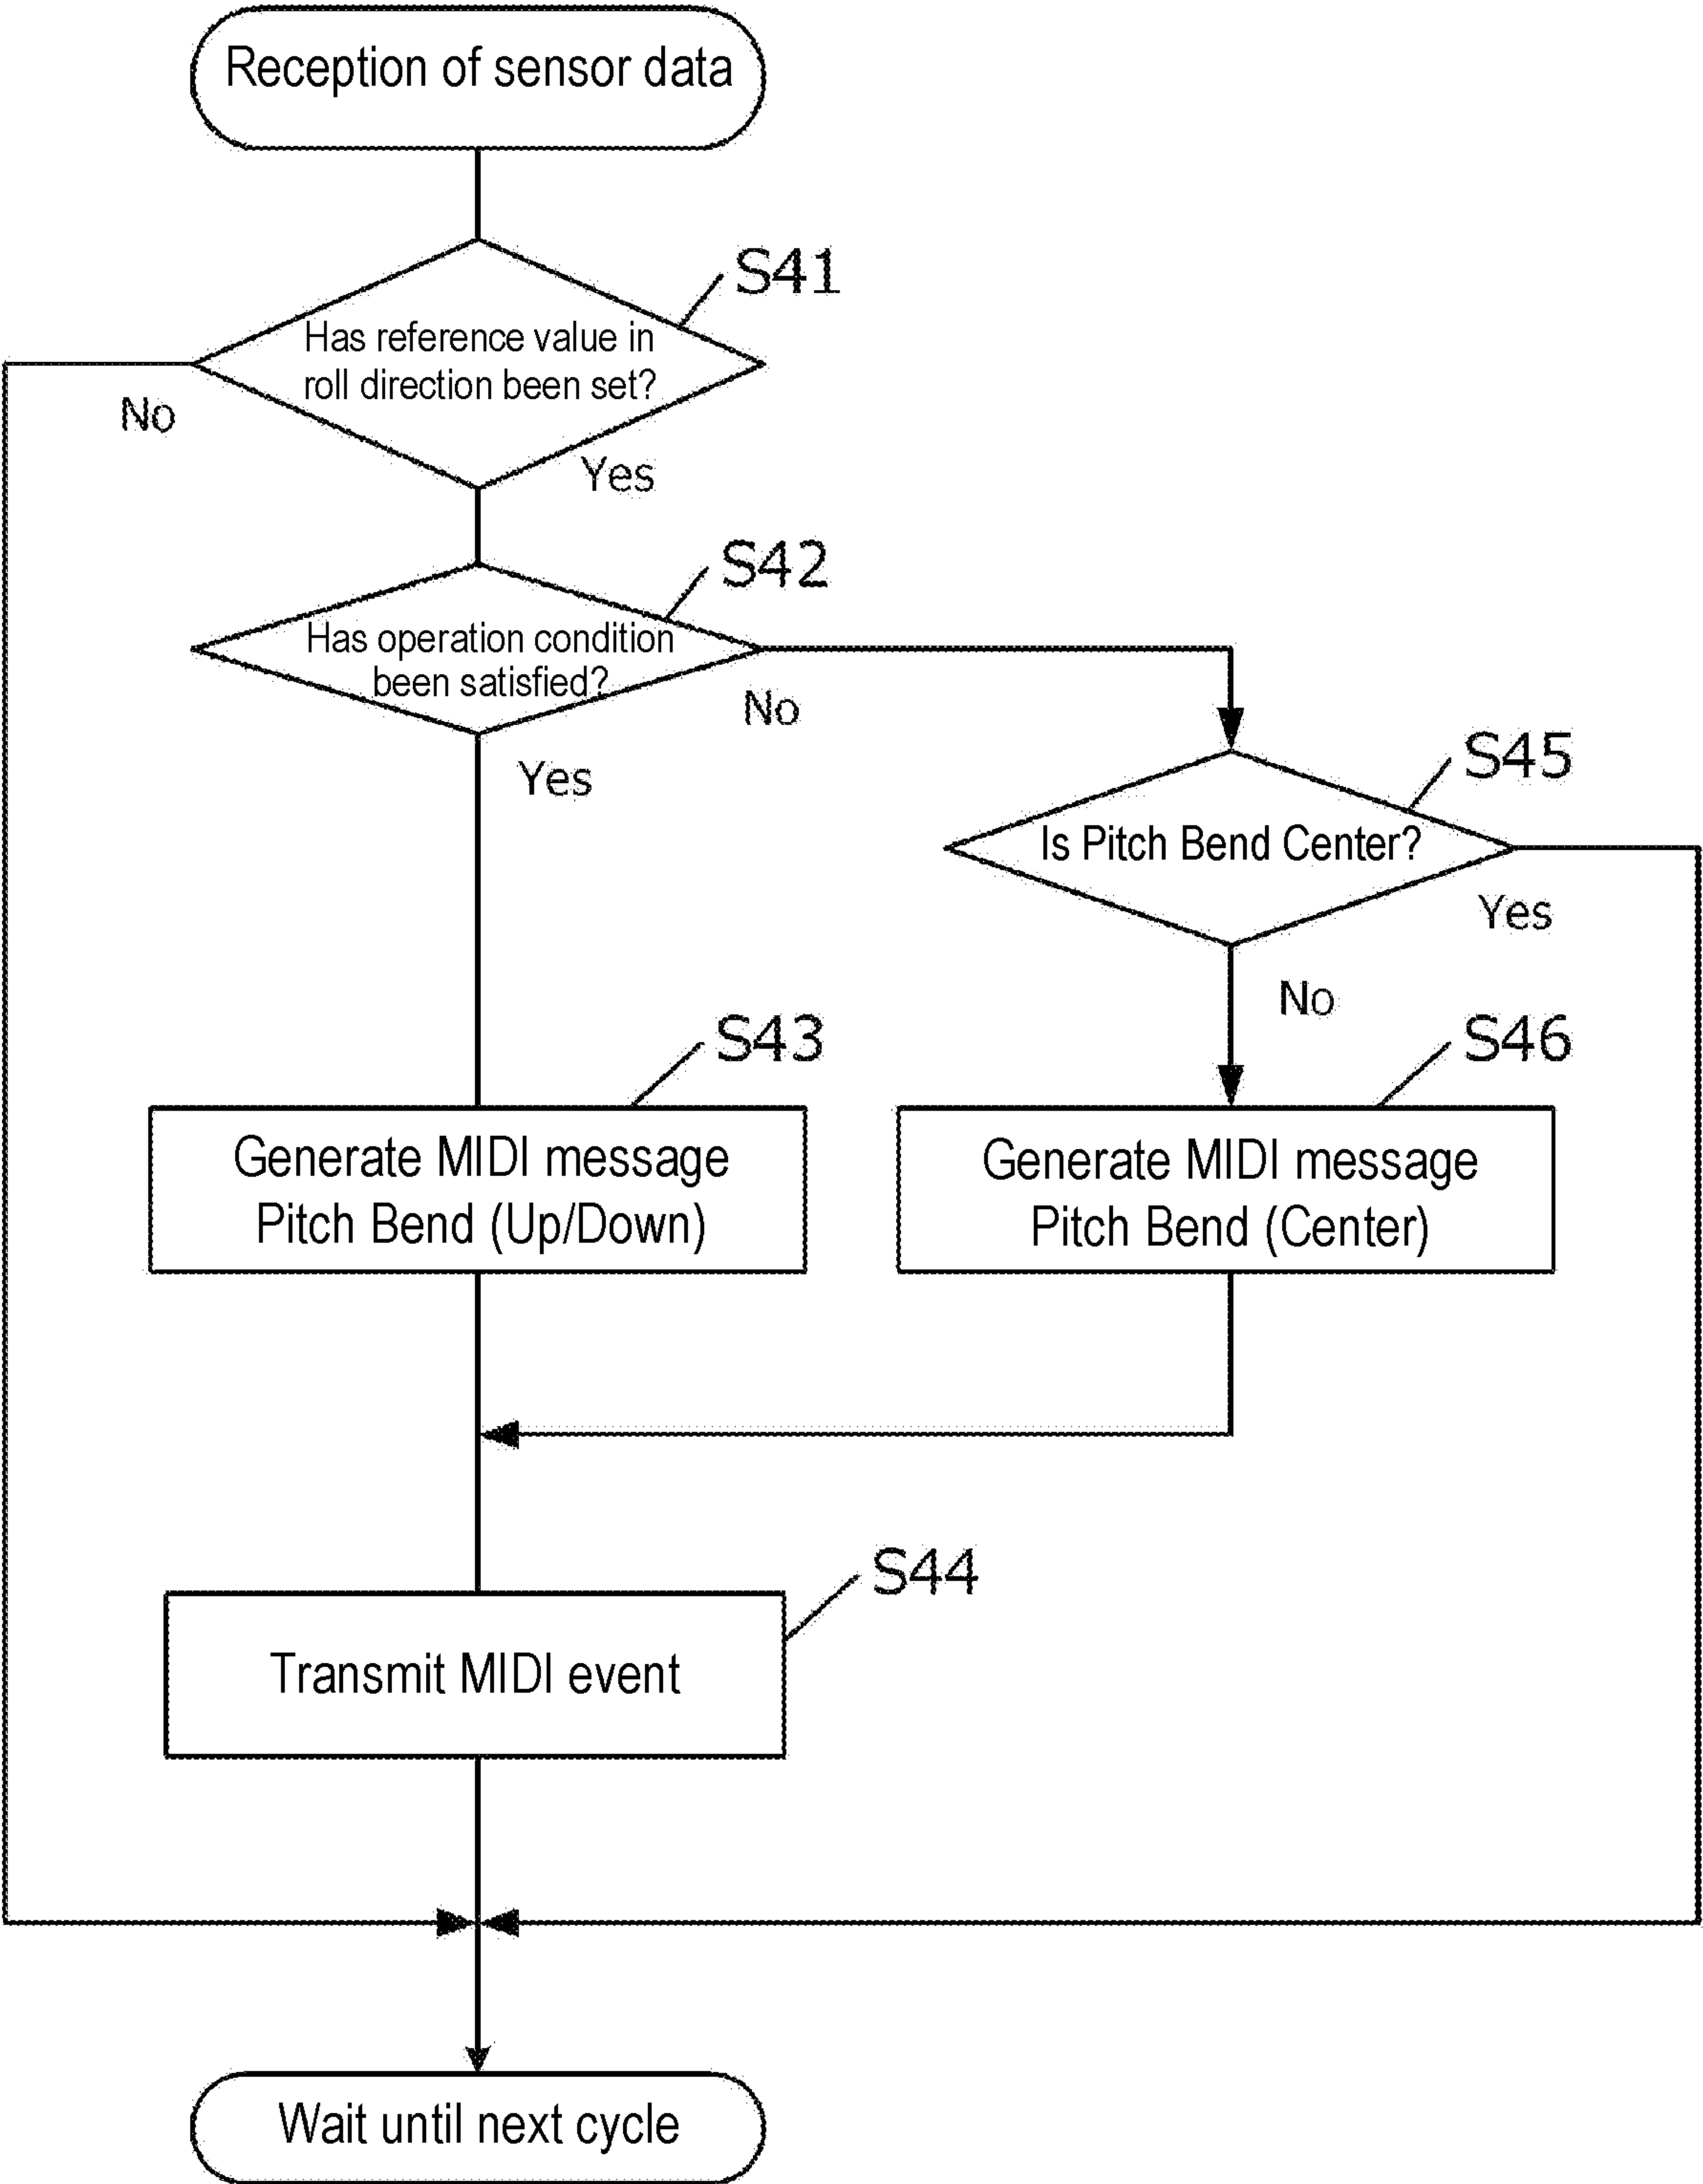 Reception of sensor data
S41
Has reference value in
roll direction been set?
No
Yes
S42
Has operation condition
been satisfied?
No
Yes
S45
Is Pitch Bend Center?
Yes
No
S43
Generate MIDI message
Pitch Bend (Up/Down)
S46
Generate MIDI message
Pitch Bend (Center)
S44
Transmit MIDI event
Wait until next cycle